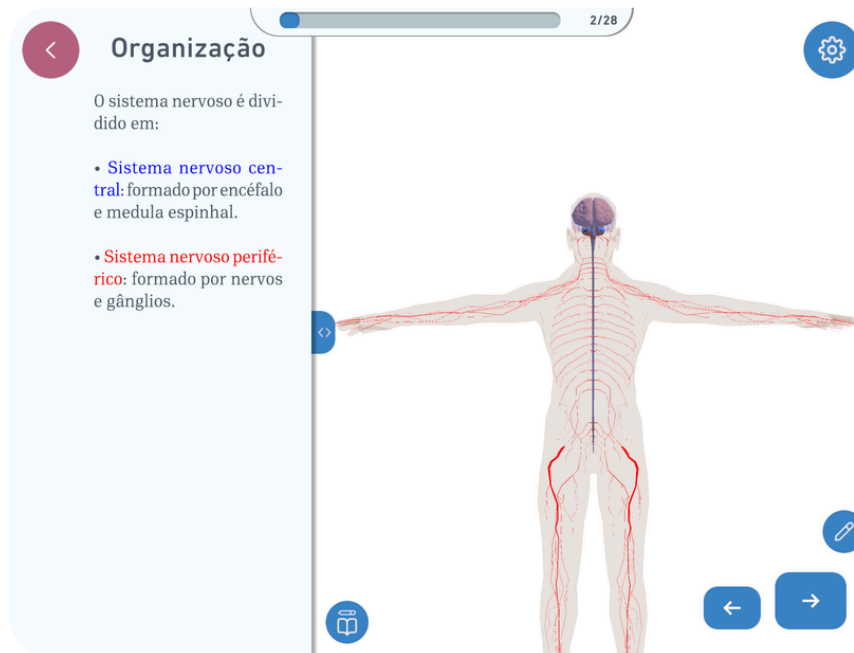 2/28
Organização
O sistema nervoso é divi-
dido em:
• Sistema nervoso cen-
tral: formado por encéfalo
e medula espinhal.
• Sistema nervoso perifé-
rico: formado por nervos
e gânglios.